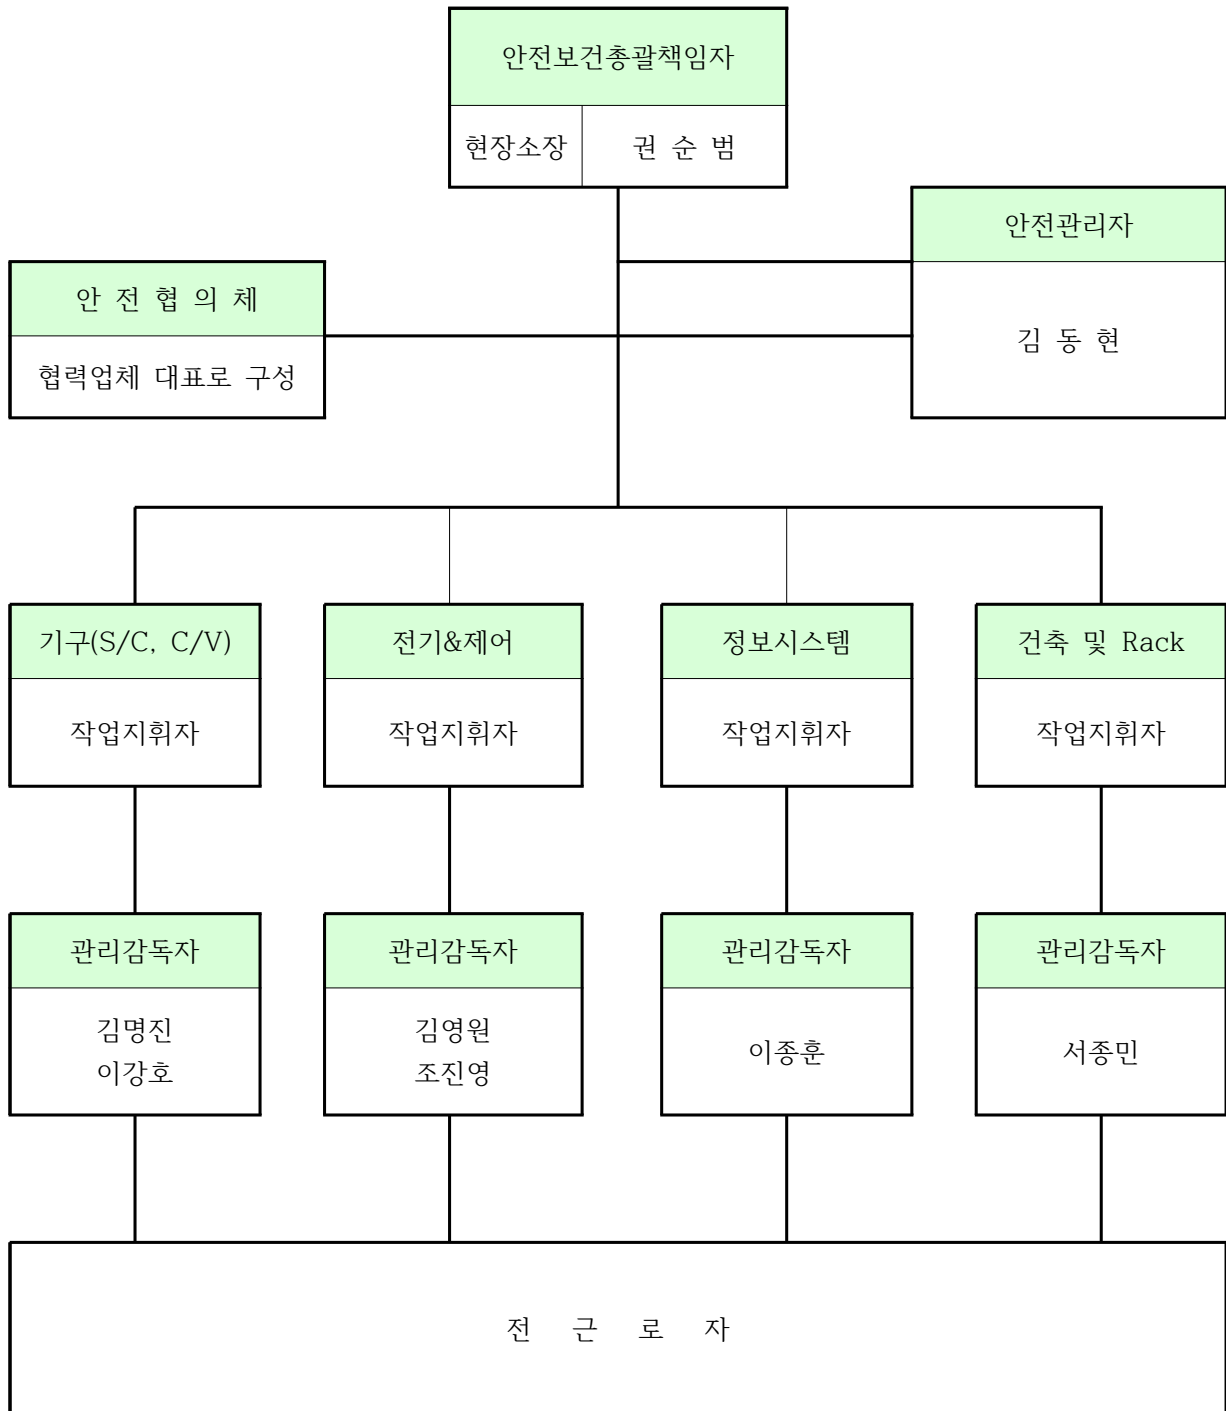 안전보건총괄책임자
현장소장 권 순 범
안전관리자
김 동 현
안 전 협 의 체
협력업체 대표로 구성
기구(S/C, C/V)
작업지휘자
전기&제어
작업지휘자
정보시스템
작업지휘자
건축 및 Rack
작업지휘자
관리감독자
김명진
이강호
관리감독자
김영원
조진영
관리감독자
이종훈
관리감독자
서종민
전 근 로 자